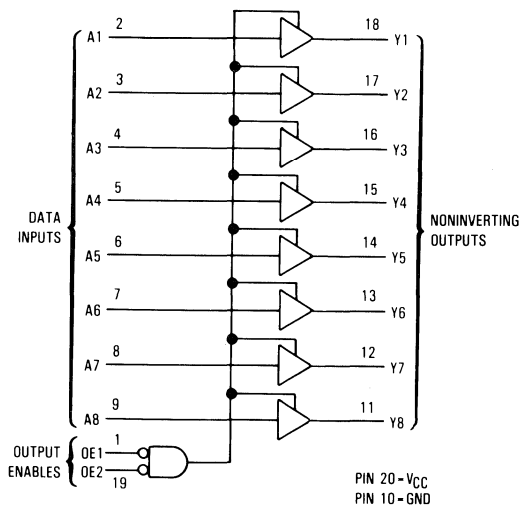 A1 2 18 Y1
A2 3 17 Y2
A3 4 16 Y3
A4 5 15 Y4
DATA INPUTS
NONINVERTING OUTPUTS
A5 6 14 Y5
A6 7 13 Y6
A7 8 12 Y7
A8 9 11 Y8
OUTPUT ENABLES
OE1 1
OE2 19
PIN 20-VCC
PIN 10-GND